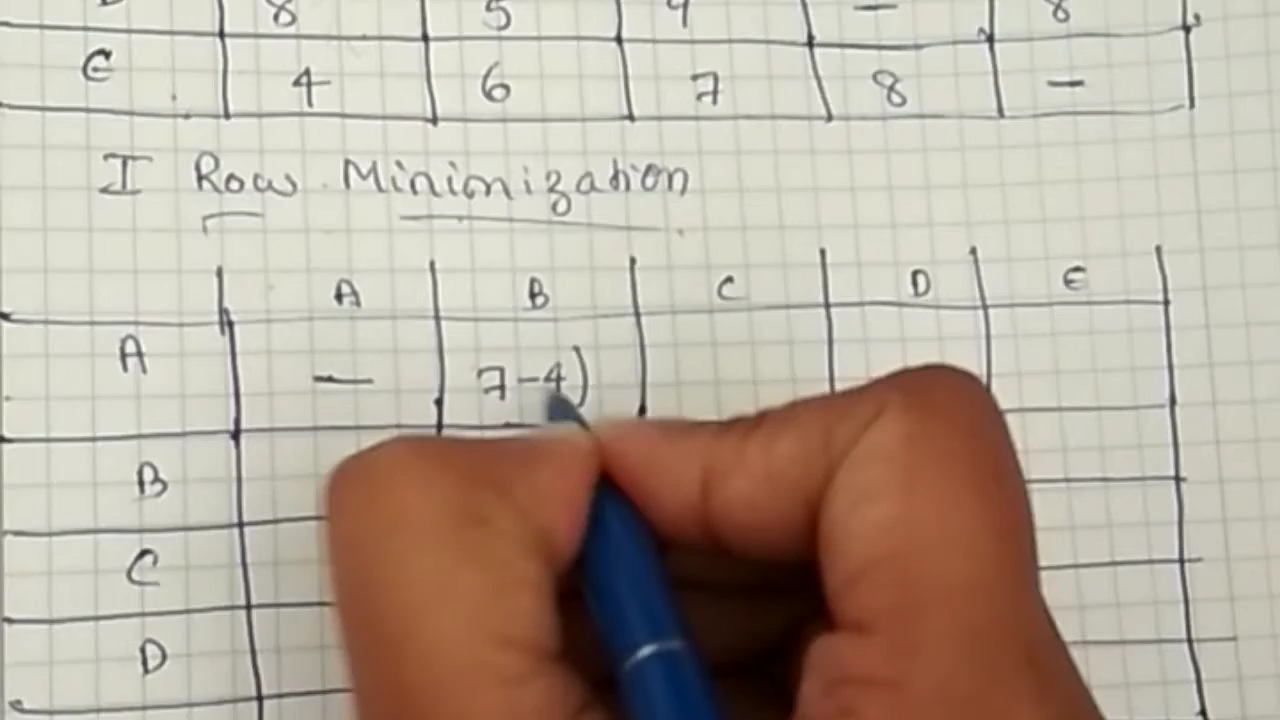 8 5 9 — 8
E 4 6 7 8 —
I Row Minimization
A B C D E
A — 7-4)
B
C
D